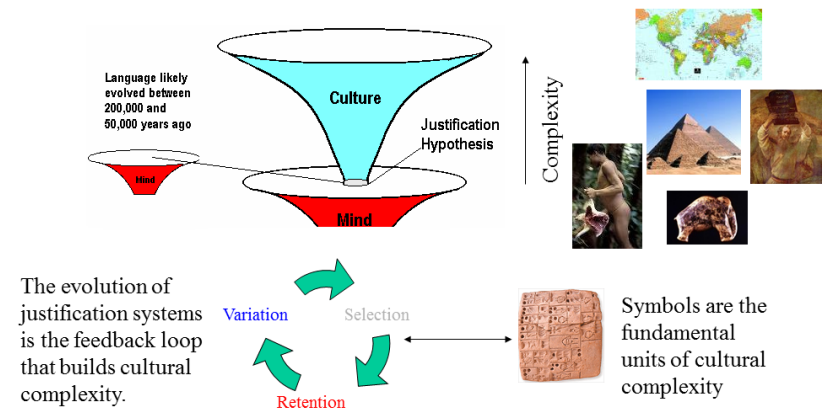 Language likely
evolved between
200,000 and
50,000 years ago
Culture
Justification
Hypothesis
Mind
Mind
Complexity
The evolution of
justification systems
is the feedback loop
that builds cultural
complexity.
Variation
Selection
Retention
Symbols are the
fundamental
units of cultural
complexity